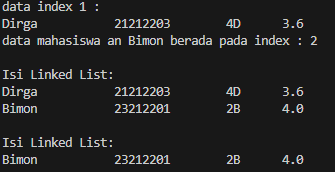 data index 1 :
Dirga 21212203 4D 3.6
data mahasiswa an Bimon berada pada index : 2
Isi Linked List:
Dirga 21212203 4D 3.6
Bimon 23212201 2B 4.0
Isi Linked List:
Bimon 23212201 2B 4.0